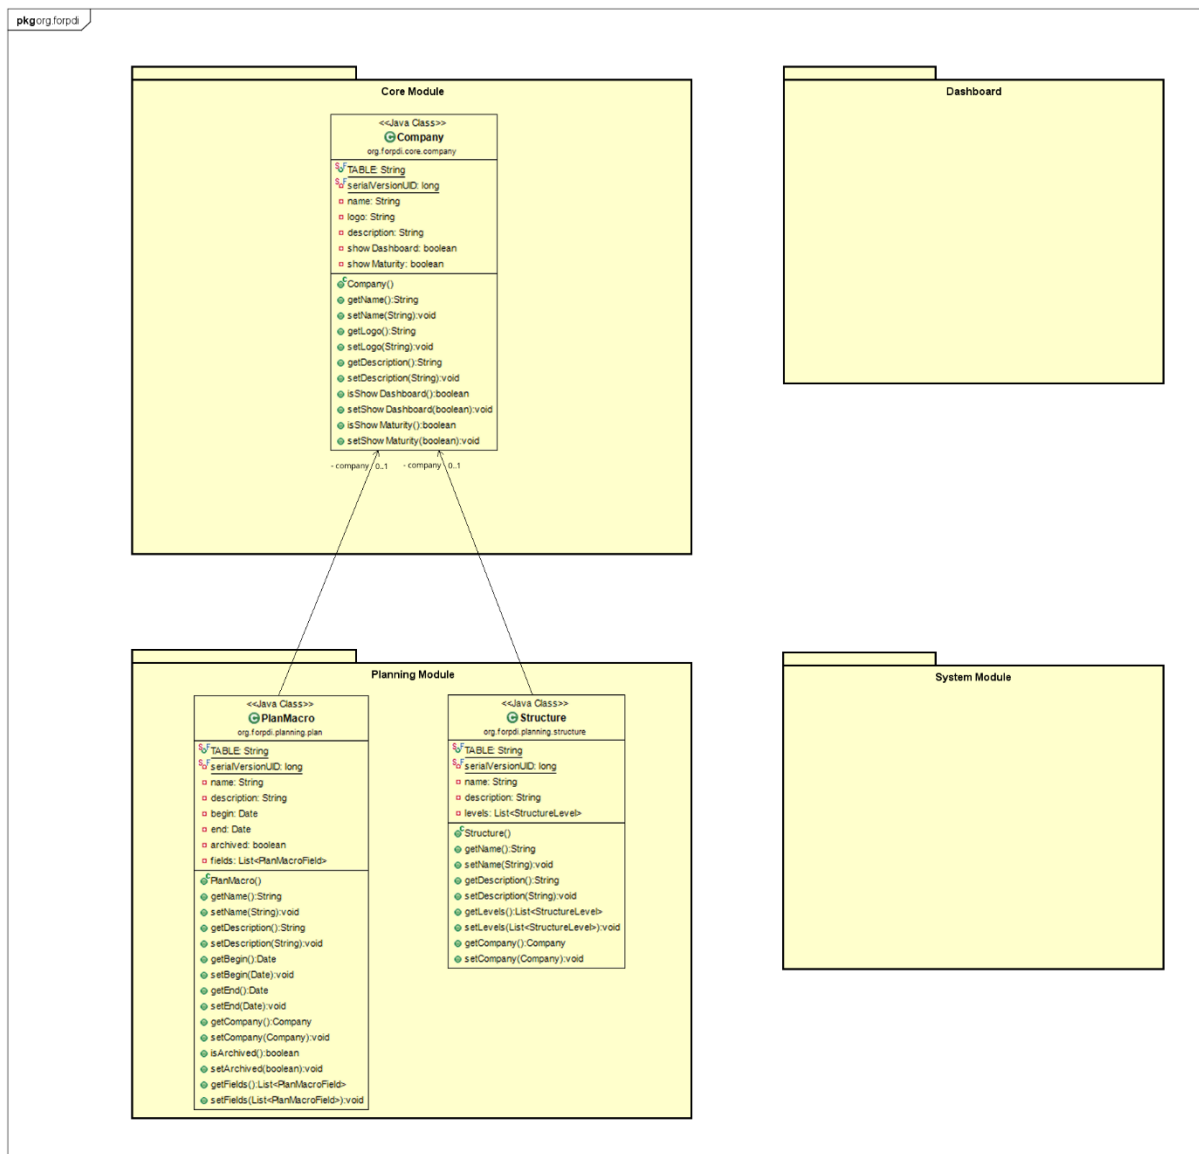 pkg org.forpdi
Core Module
<<Java Class>>
Company
org.forpdi.core.company
TABLE: String
serialVersionUID: long
name: String
logo: String
description: String
showDashboard: boolean
showMaturity: boolean
Company()
getName():String
setName(String):void
getLogo():String
setLogo(String):void
getDescription():String
setDescription(String):void
isShowDashboard():boolean
setShowDashboard(boolean):void
isShowMaturity():boolean
setShowMaturity(boolean):void
- company 0..1 - company 0..1
Dashboard
Planning Module
<<Java Class>>
PlanMacro
org.forpdi.planning.plan
TABLE: String
serialVersionUID: long
name: String
description: String
begin: Date
end: Date
archived: boolean
fields: List<PlanMacroField>
PlanMacro()
getName():String
setName(String):void
getDescription():String
setDescription(String):void
getBegin():Date
setBegin(Date):void
getEnd():Date
setEnd(Date):void
getCompany():Company
setCompany(Company):void
isArchived():boolean
setArchived(boolean):void
getFields():List<PlanMacroField>
setFields(List<PlanMacroField>):void
<<Java Class>>
Structure
org.forpdi.planning.structure
TABLE: String
serialVersionUID: long
name: String
description: String
levels: List<StructureLevel>
Structure()
getName():String
setName(String):void
getDescription():String
setDescription(String):void
getLevels():List<StructureLevel>
setLevels(List<StructureLevel>):void
getCompany():Company
setCompany(Company):void
System Module